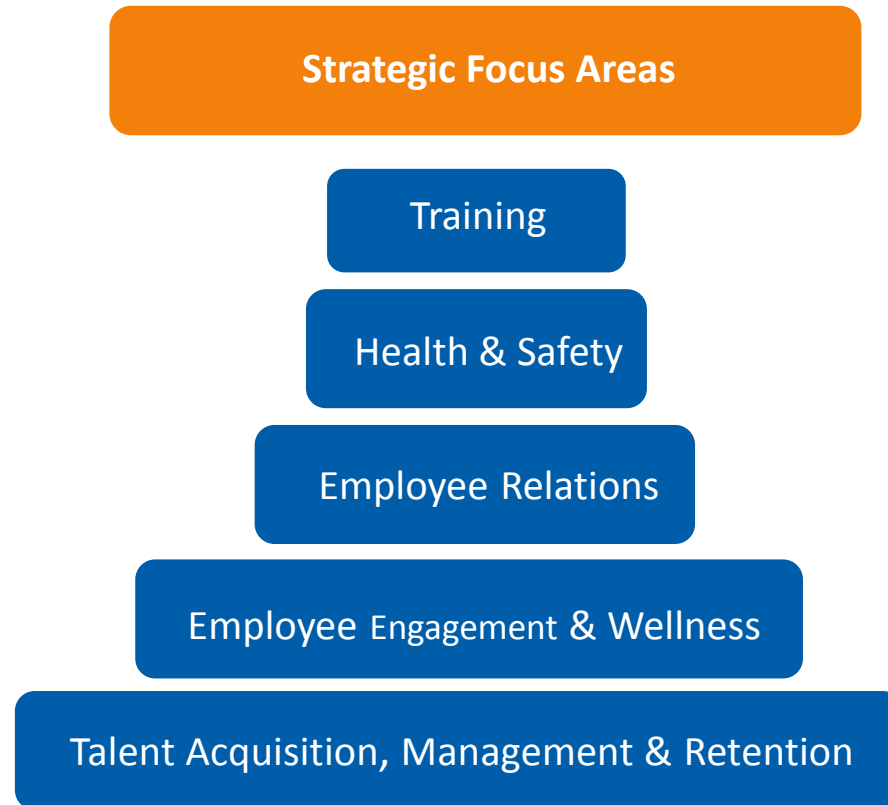 Strategic Focus Areas
Training
Health & Safety
Employee Relations
Employee Engagement & Wellness
Talent Acquisition, Management & Retention